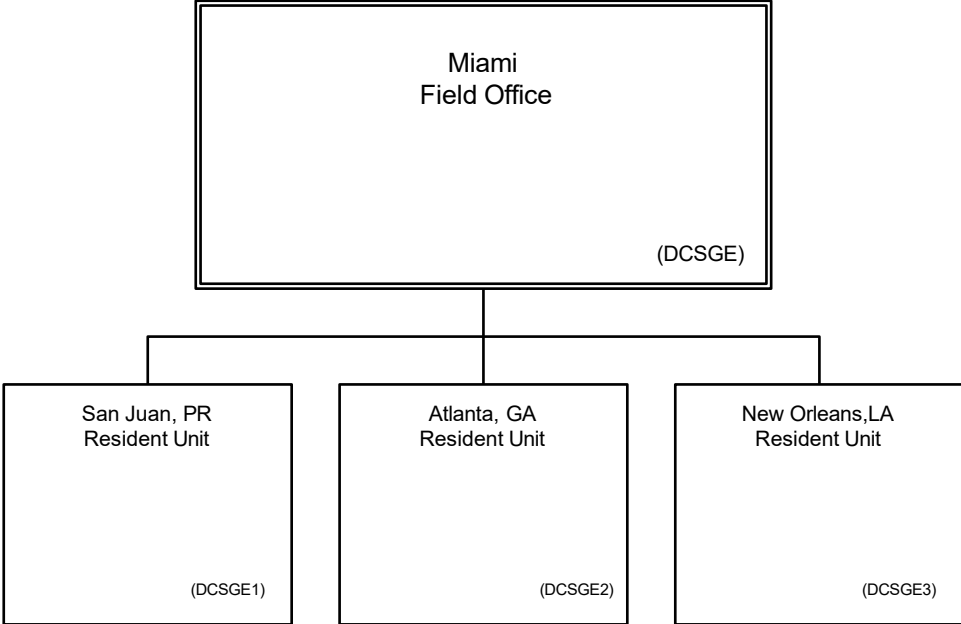 Miami
Field Office
(DCSGE)
San Juan, PR
Resident Unit
(DCSGE1)
Atlanta, GA
Resident Unit
(DCSGE2)
New Orleans,LA
Resident Unit
(DCSGE3)